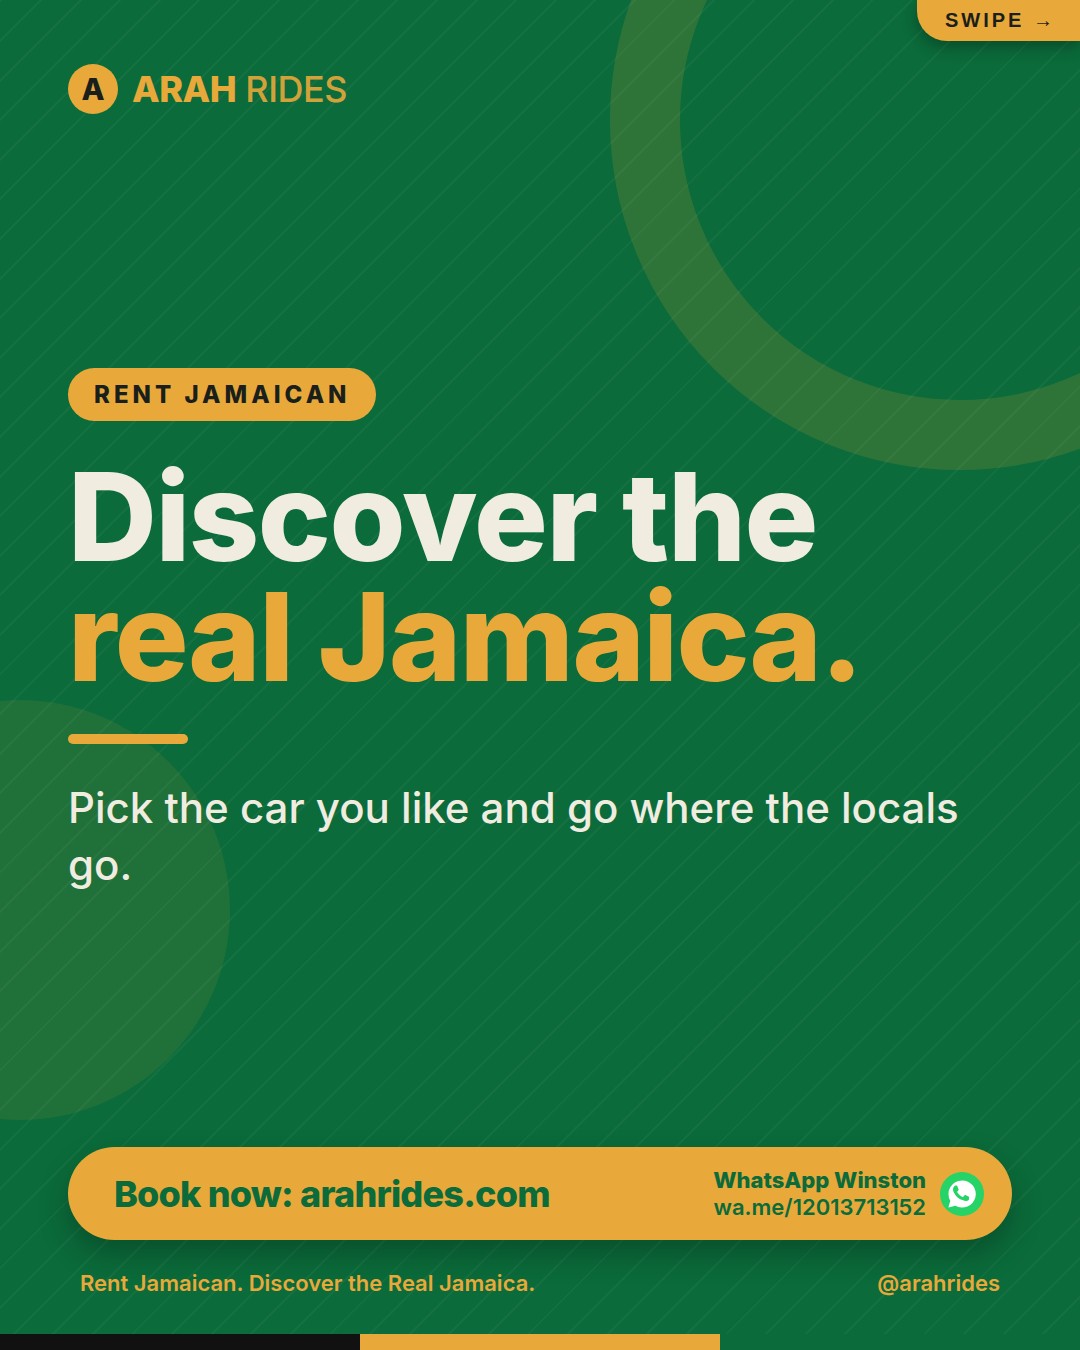 SWIPE →
A ARAH RIDES
RENT JAMAICAN
Discover the
real Jamaica.
Pick the car you like and go where the locals
go.
Book now: arahrides.com
WhatsApp Winston
wa.me/12013713152
Rent Jamaican. Discover the Real Jamaica.
@arahrides